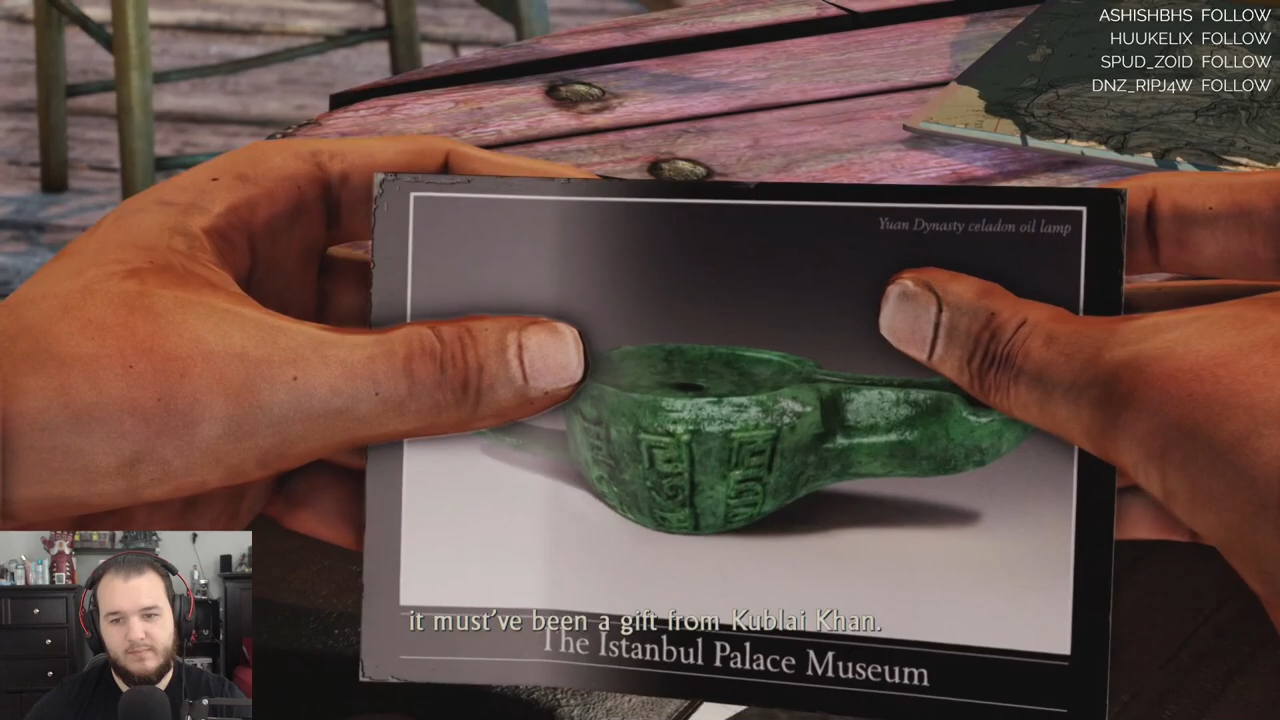 ASHISHBHS FOLLOW
HUUKELIX FOLLOW
SPUD_ZOID FOLLOW
DNZ_RIPJ4W FOLLOW
Yuan Dynasty celadon oil lamp
it must've been a gift from Kublai Khan.
The Istanbul Palace Museum